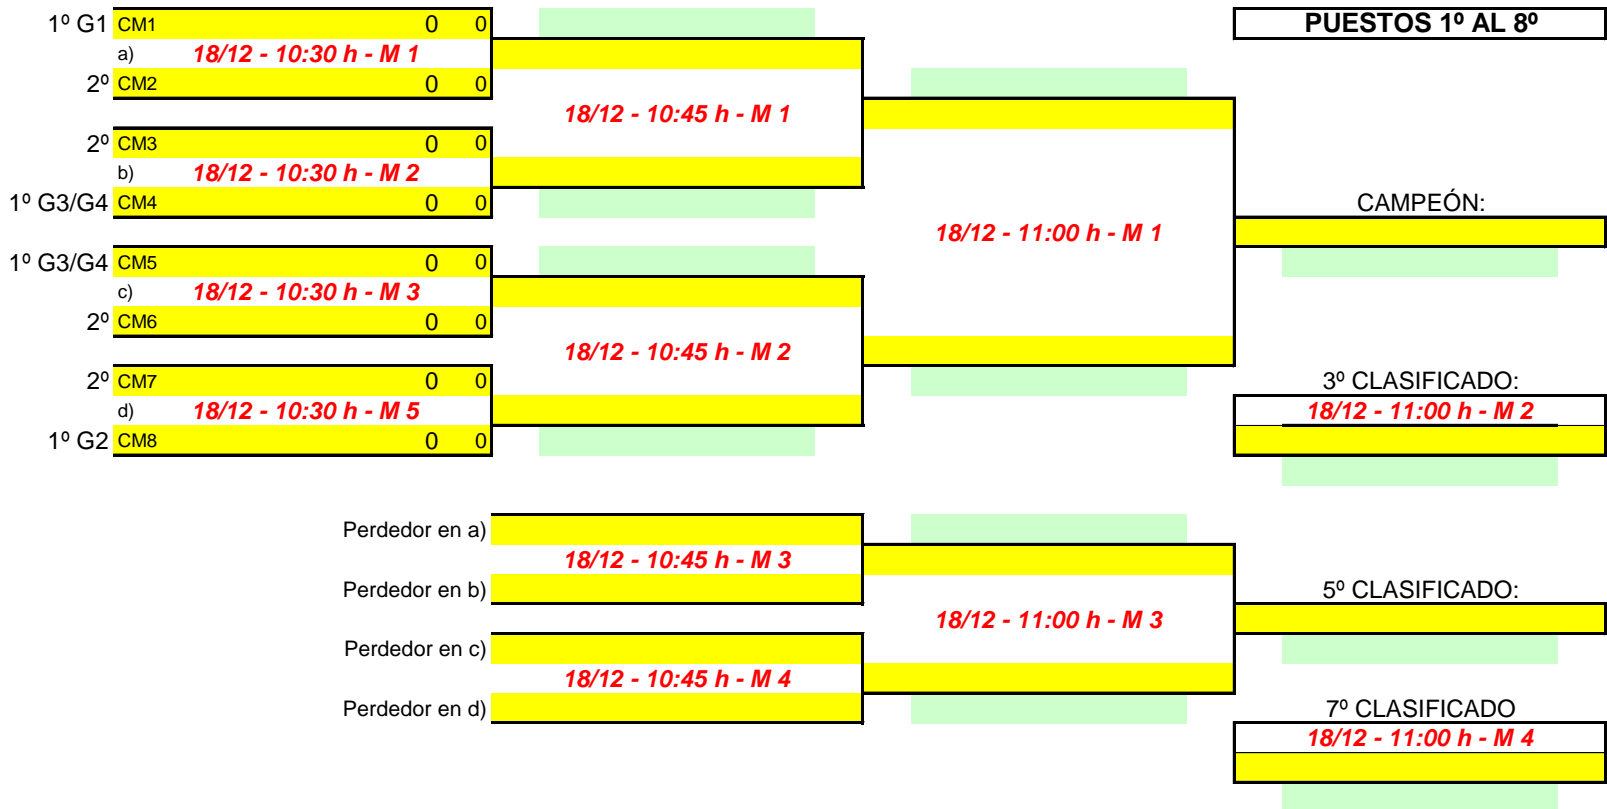 1º G1 CM1 0 0
PUESTOS 1º AL 8º
a) 18/12 - 10:30 h - M 1
2º CM2 0 0
18/12 - 10:45 h - M 1
2º CM3 0 0
b) 18/12 - 10:30 h - M 2
1º G3/G4 CM4 0 0
CAMPEÓN:
18/12 - 11:00 h - M 1
1º G3/G4 CM5 0 0
c) 18/12 - 10:30 h - M 3
2º CM6 0 0
18/12 - 10:45 h - M 2
2º CM7 0 0
3º CLASIFICADO:
d) 18/12 - 10:30 h - M 5
18/12 - 11:00 h - M 2
1º G2 CM8 0 0
Perdedor en a)
18/12 - 10:45 h - M 3
Perdedor en b)
5º CLASIFICADO:
18/12 - 11:00 h - M 3
Perdedor en c)
18/12 - 10:45 h - M 4
Perdedor en d)
7º CLASIFICADO
18/12 - 11:00 h - M 4